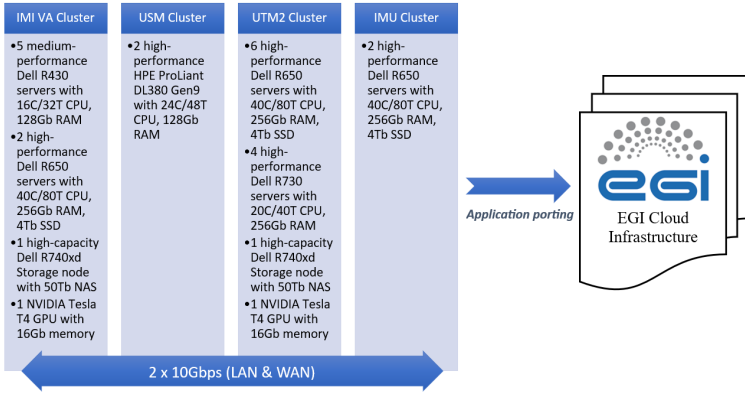 IMI VA Cluster
•5 medium-
performance
Dell R430
servers with
16C/32T CPU,
128Gb RAM
•2 high-
performance
Dell R650
servers with
40C/80T CPU,
256Gb RAM,
4Tb SSD
•1 high-capacity
Dell R740xd
Storage node
with 50Tb NAS
•1 NVIDIA Tesla
T4 GPU with
16Gb memory
USM Cluster
•2 high-
performance
HPE ProLiant
DL380 Gen9
with 24C/48T
CPU, 128Gb
RAM
UTM2 Cluster
•6 high-
performance
Dell R650
servers with
40C/80T CPU,
256Gb RAM,
4Tb SSD
•4 high-
performance
Dell R730
servers with
20C/40T CPU,
256Gb RAM
•1 high-capacity
Dell R740xd
Storage node
with 50Tb NAS
•1 NVIDIA Tesla
T4 GPU with
16Gb memory
IMU Cluster
•2 high-
performance
Dell R650
servers with
40C/80T CPU,
256Gb RAM,
4Tb SSD
2 x 10Gbps (LAN & WAN)
Application porting
egi
EGI Cloud
Infrastructure